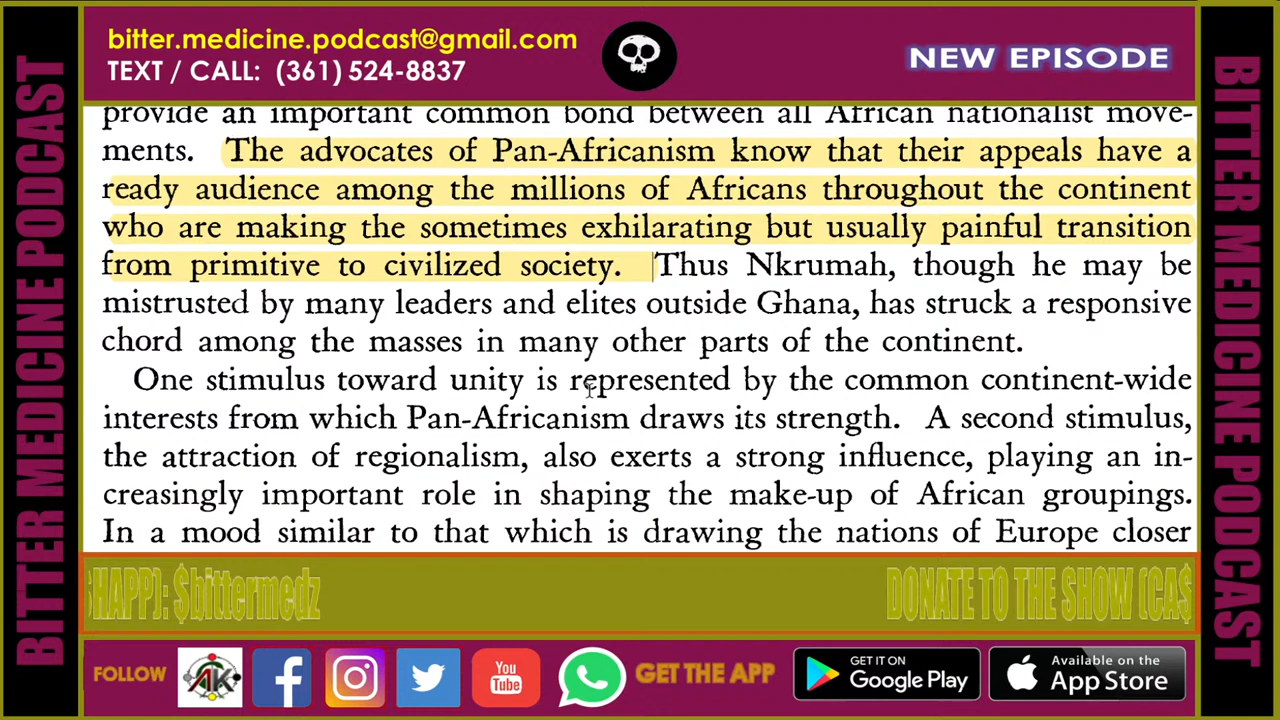 bitter.medicine.podcast@gmail.com
TEXT / CALL: (361) 524-8837
NEW EPISODE
BITTER MEDICINE PODCAST
provide an important common bond between all African nationalist move-
ments. The advocates of Pan-Africanism know that their appeals have a
ready audience among the millions of Africans throughout the continent
who are making the sometimes exhilarating but usually painful transition
from primitive to civilized society. Thus Nkrumah, though he may be
mistrusted by many leaders and elites outside Ghana, has struck a responsive
chord among the masses in many other parts of the continent.
One stimulus toward unity is represented by the common continent-wide
interests from which Pan-Africanism draws its strength. A second stimulus,
the attraction of regionalism, also exerts a strong influence, playing an in-
creasingly important role in shaping the make-up of African groupings.
In a mood similar to that which is drawing the nations of Europe closer
BITTER MEDICINE PODCAST
$HAPP): $bittermedz
DONATE TO THE SHOW (CA$
FOLLOW
ATK
You
Tube
GET THE APP
GET IT ON
Google Play
Available on the
App Store